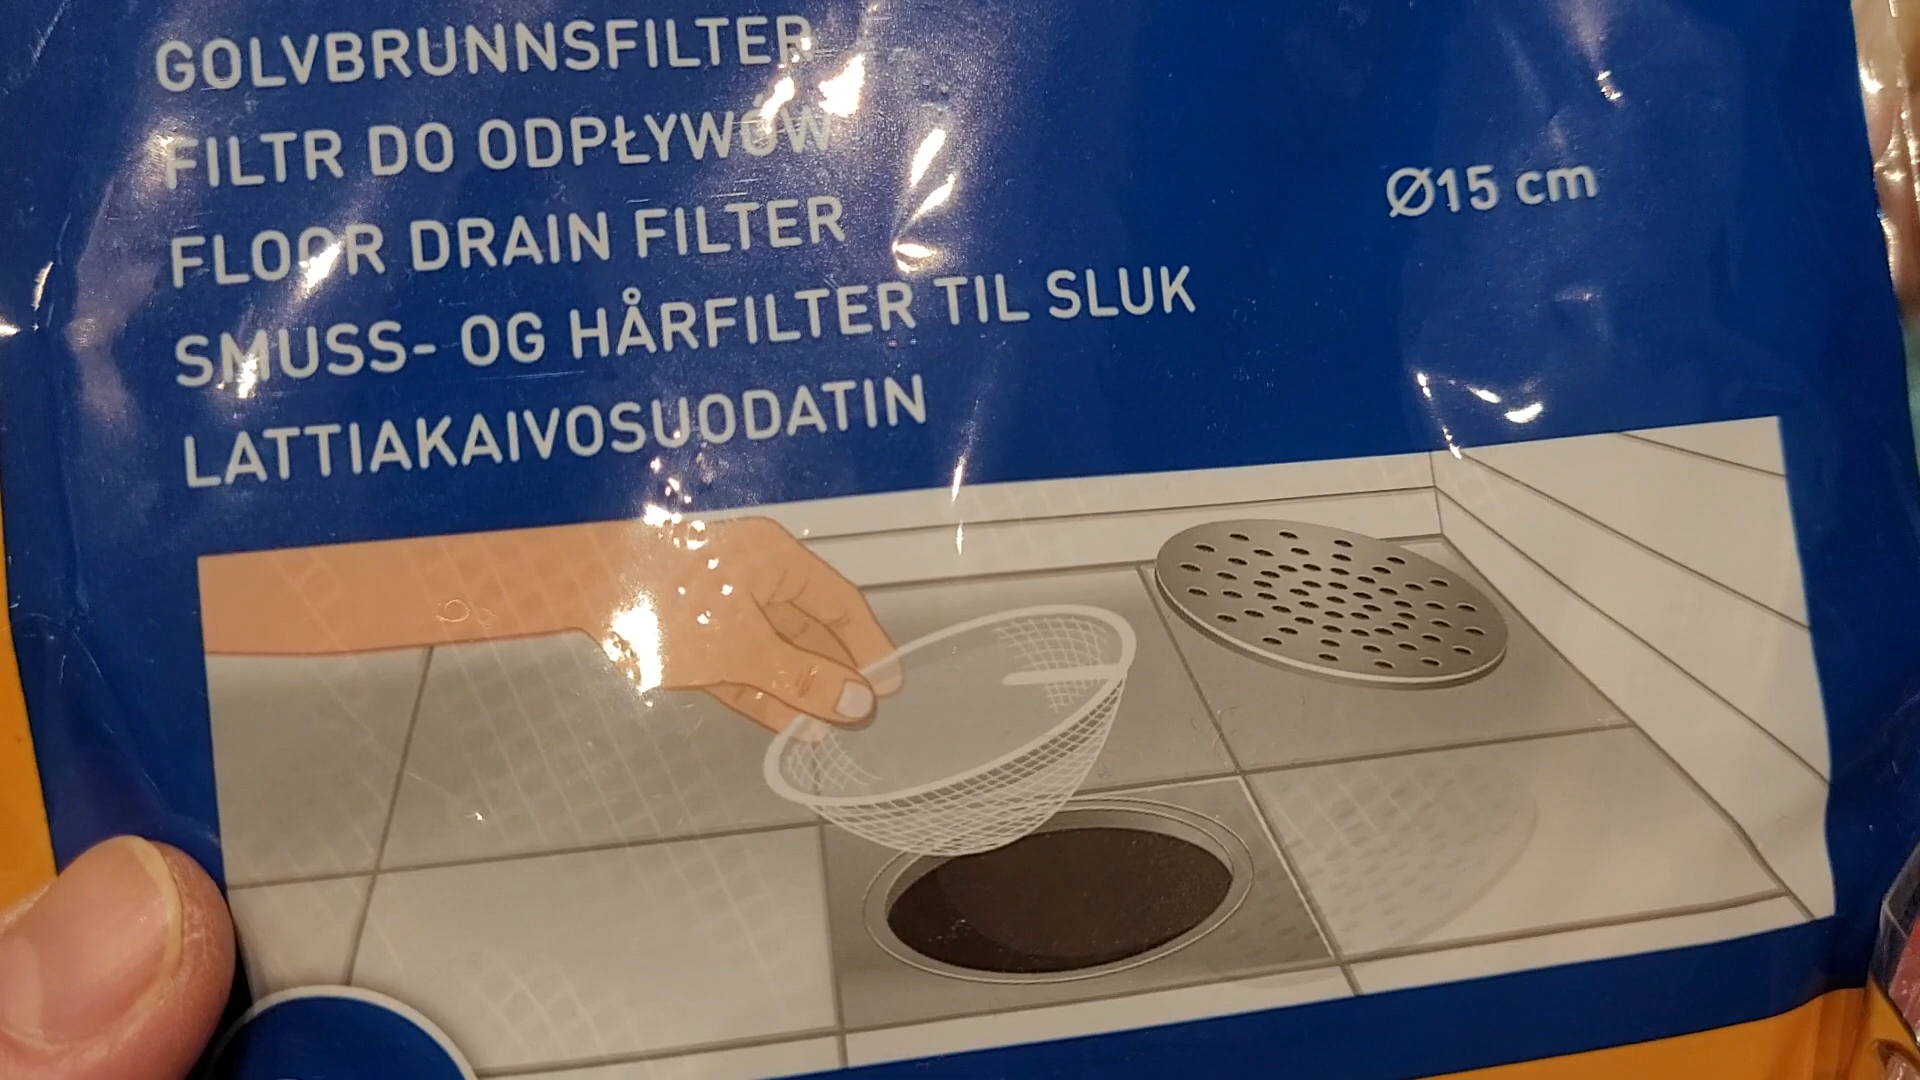 GOLVBRUNNSFILTER
FILTR DO ODPŁYWÓW
FLOOR DRAIN FILTER
SMUSS- OG HÅRFILTER TIL SLUK
LATTIAKAIVOSUODATIN
Ø15 cm